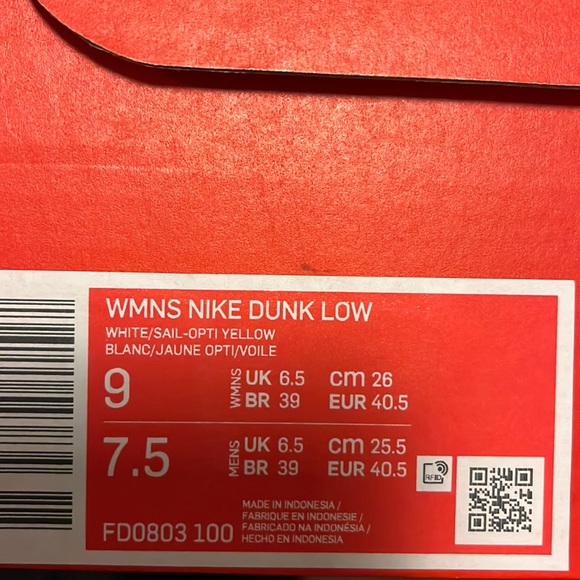 WMNS NIKE DUNK LOW
WHITE/SAIL-OPTI YELLOW
BLANC/JAUNE OPTI/VOILE
9 WMNS UK 6.5 cm 26
BR 39 EUR 40.5
7.5 MENS UK 6.5 cm 25.5
BR 39 EUR 40.5
RFID
FD0803 100
MADE IN INDONESIA /
FABRIQUE EN INDONESIE /
FABRICADO NA INDONÉSIA /
HECHO EN INDONESIA